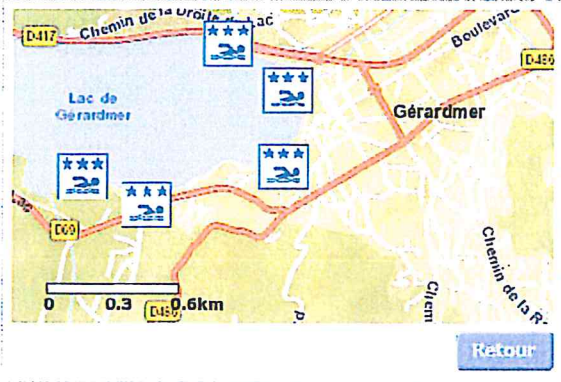 Chemin de la Droite du Lac
D417
Boulevard
D486
Lac de
Gérardmer
Gérardmer
D69
Chemin de la R
Chem
0 0.3 0.6km
D486
Retour